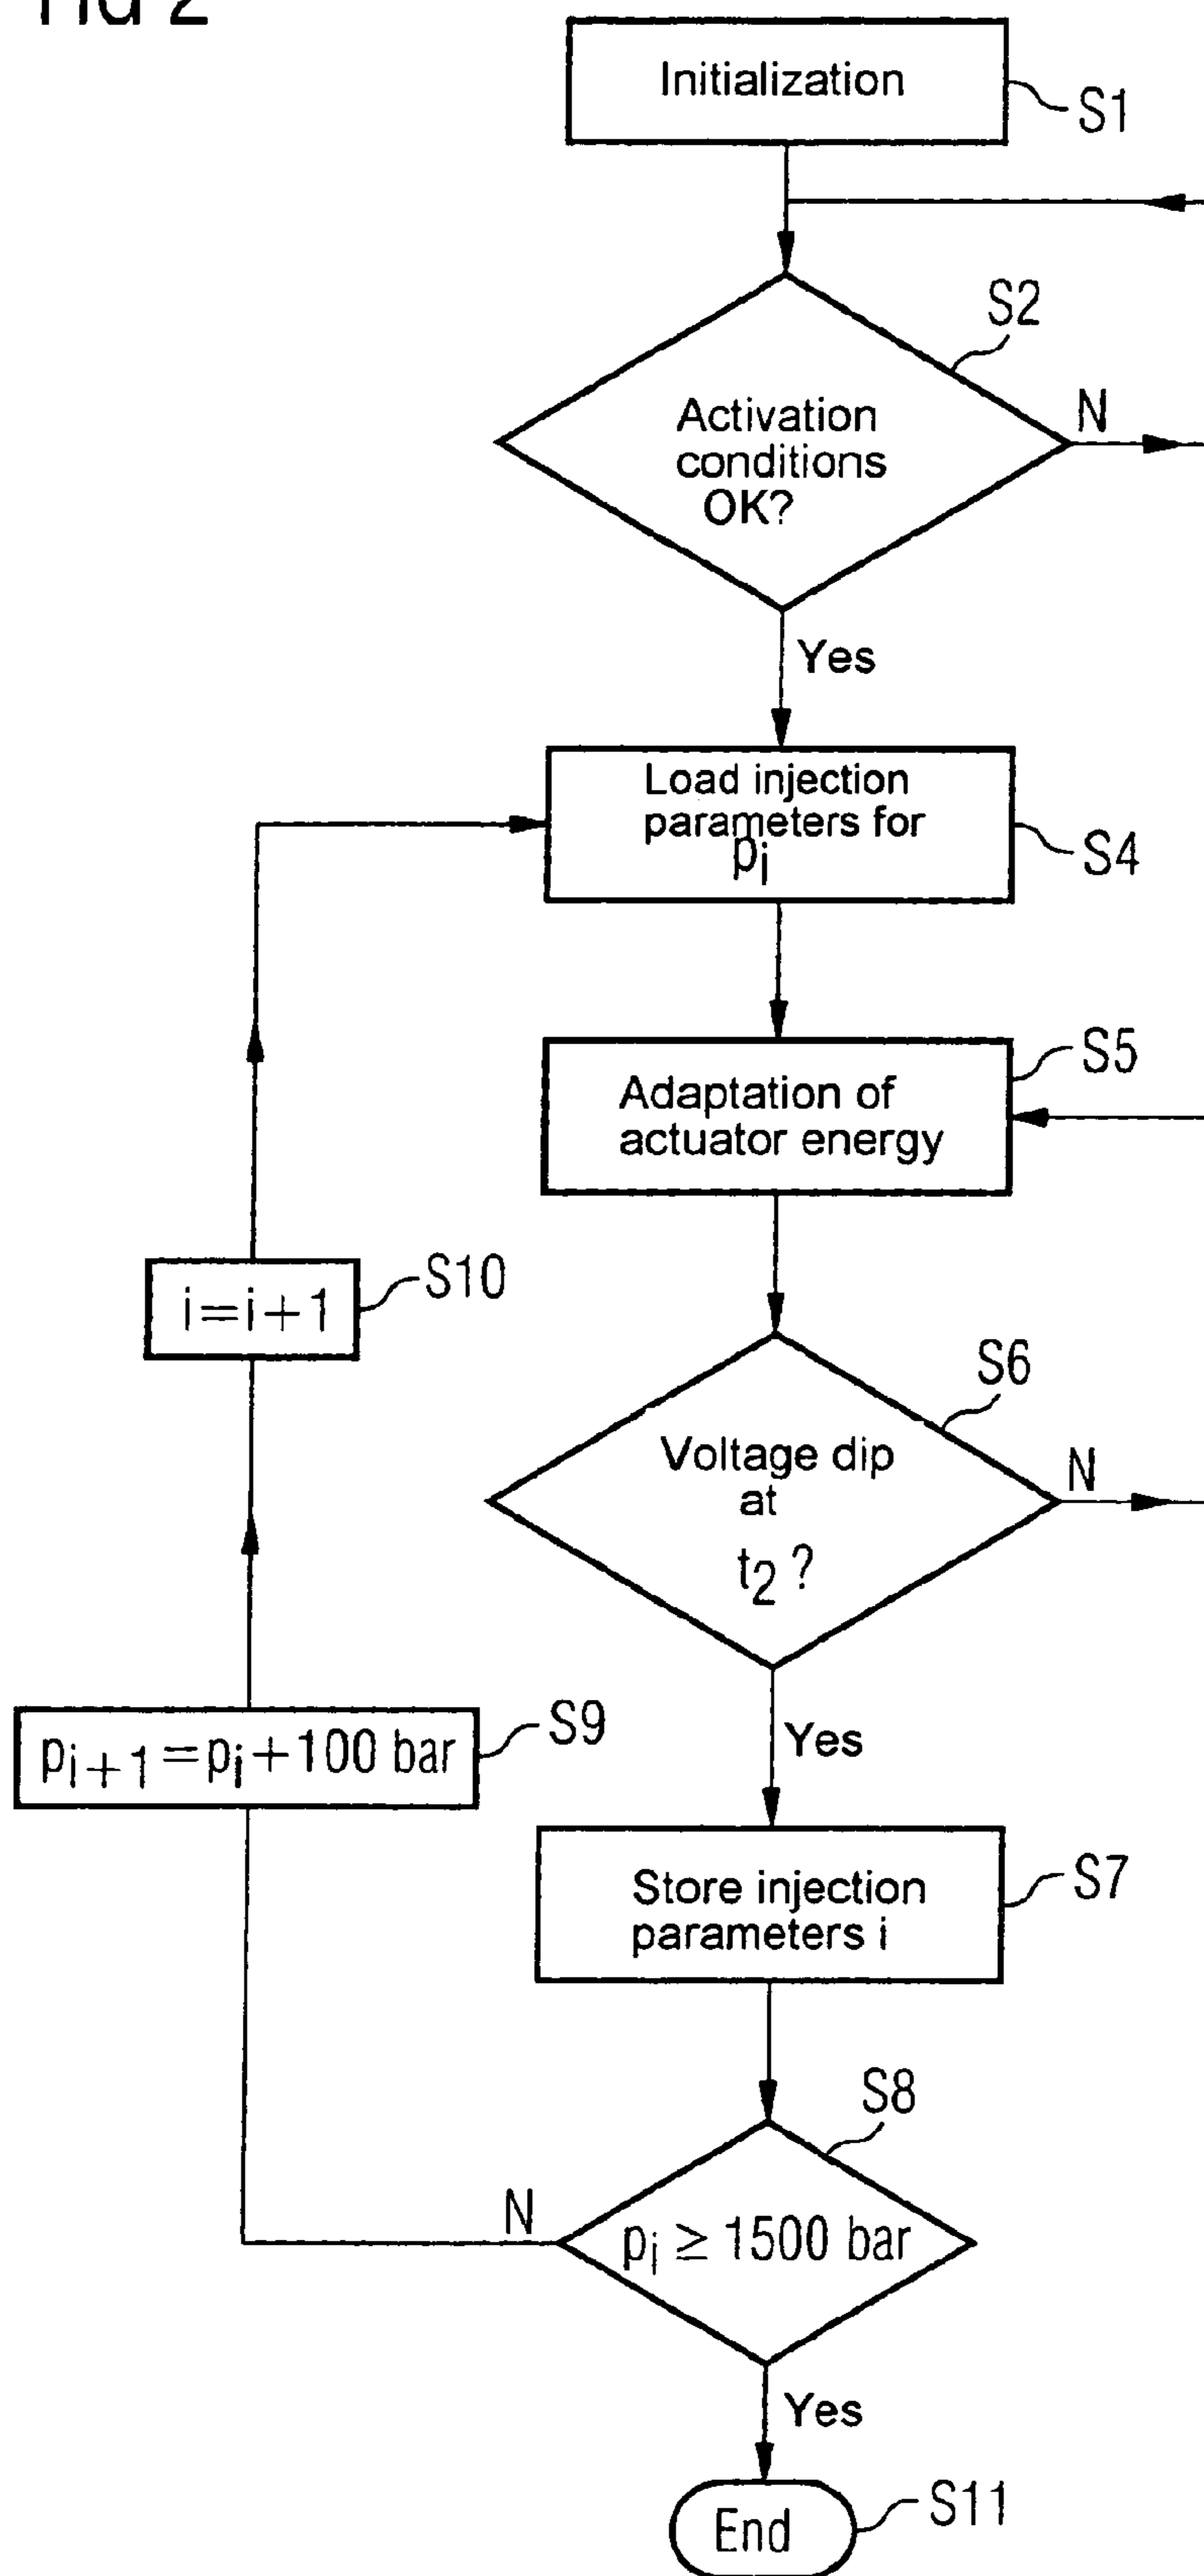 FIG 2
Initialization
S1
S2
Activation
conditions
OK?
N
Yes
Load injection
parameters for
pi
S4
Adaptation of
actuator energy
S5
i=i+1
S10
Voltage dip
at
t2 ?
S6
N
Yes
pi+1=pi+100 bar
S9
Store injection
parameters i
S7
S8
pi ≥ 1500 bar
N
Yes
End
S11